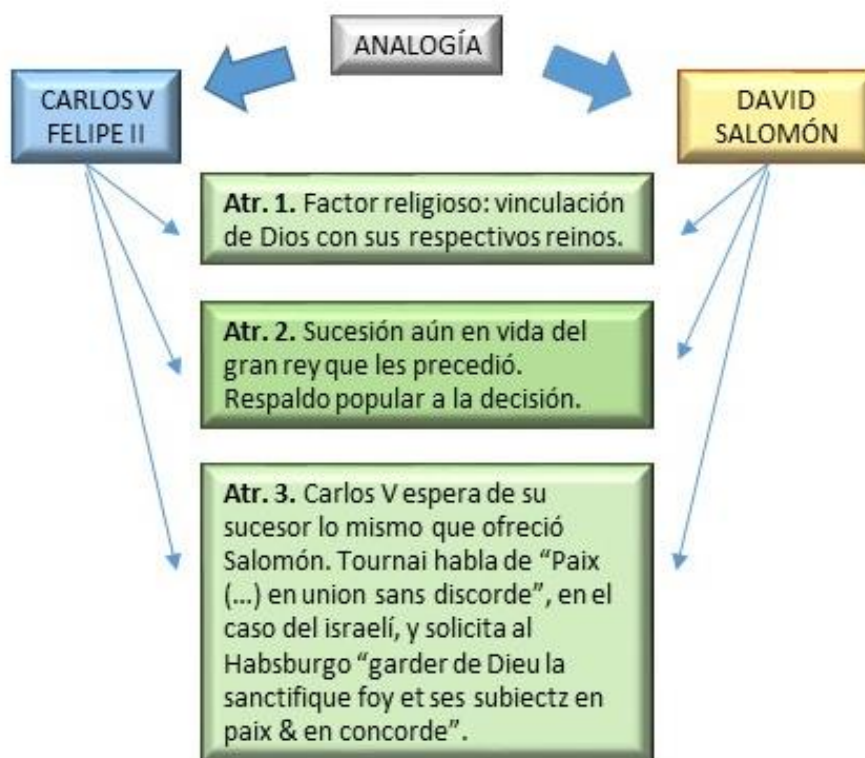 ANALOGÍA
CARLOS V
FELIPE II
DAVID
SALOMÓN
Atr. 1. Factor religioso: vinculación
de Dios con sus respectivos reinos.
Atr. 2. Sucesión aún en vida del
gran rey que les precedió.
Respaldo popular a la decisión.
Atr. 3. Carlos V espera de su
sucesor lo mismo que ofreció
Salomón. Tournai habla de “Paix
(…) en union sans discorde”, en el
caso del israelí, y solicita al
Habsburgo “garder de Dieu la
sanctifique foy et ses subiectz en
paix & en concorde”.